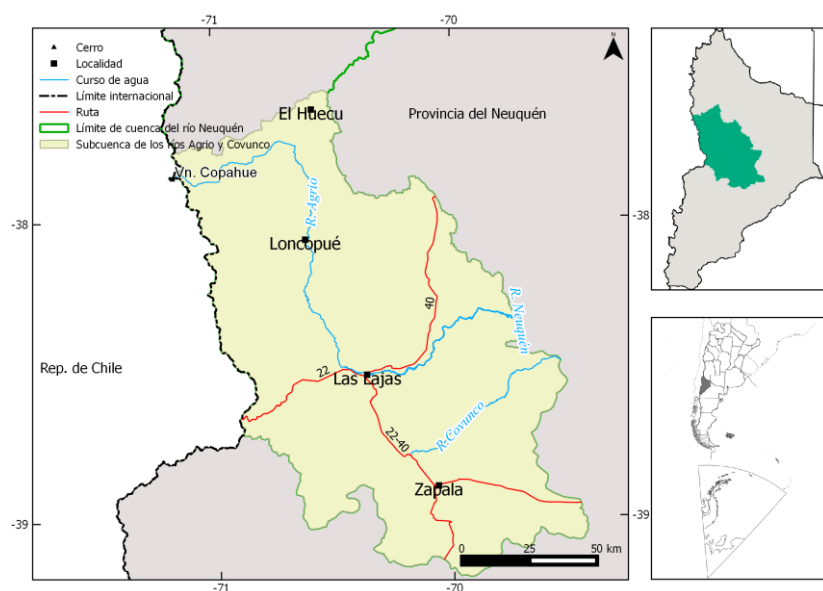 -71
-70
N
Cerro
Localidad
Curso de agua
Límite internacional
Ruta
Límite de cuenca del río Neuquén
Subcuenca de los ríos Agrio y Covunco
El Huecu
Provincia del Neuquén
Vn. Copahue
R. Agrio
-38
-38
Loncopué
40
R. Neuquén
Rep. de Chile
22
Las Lajas
R. Covunco
22-40
Zapala
-39
-39
0 25 50 km
-71
-70